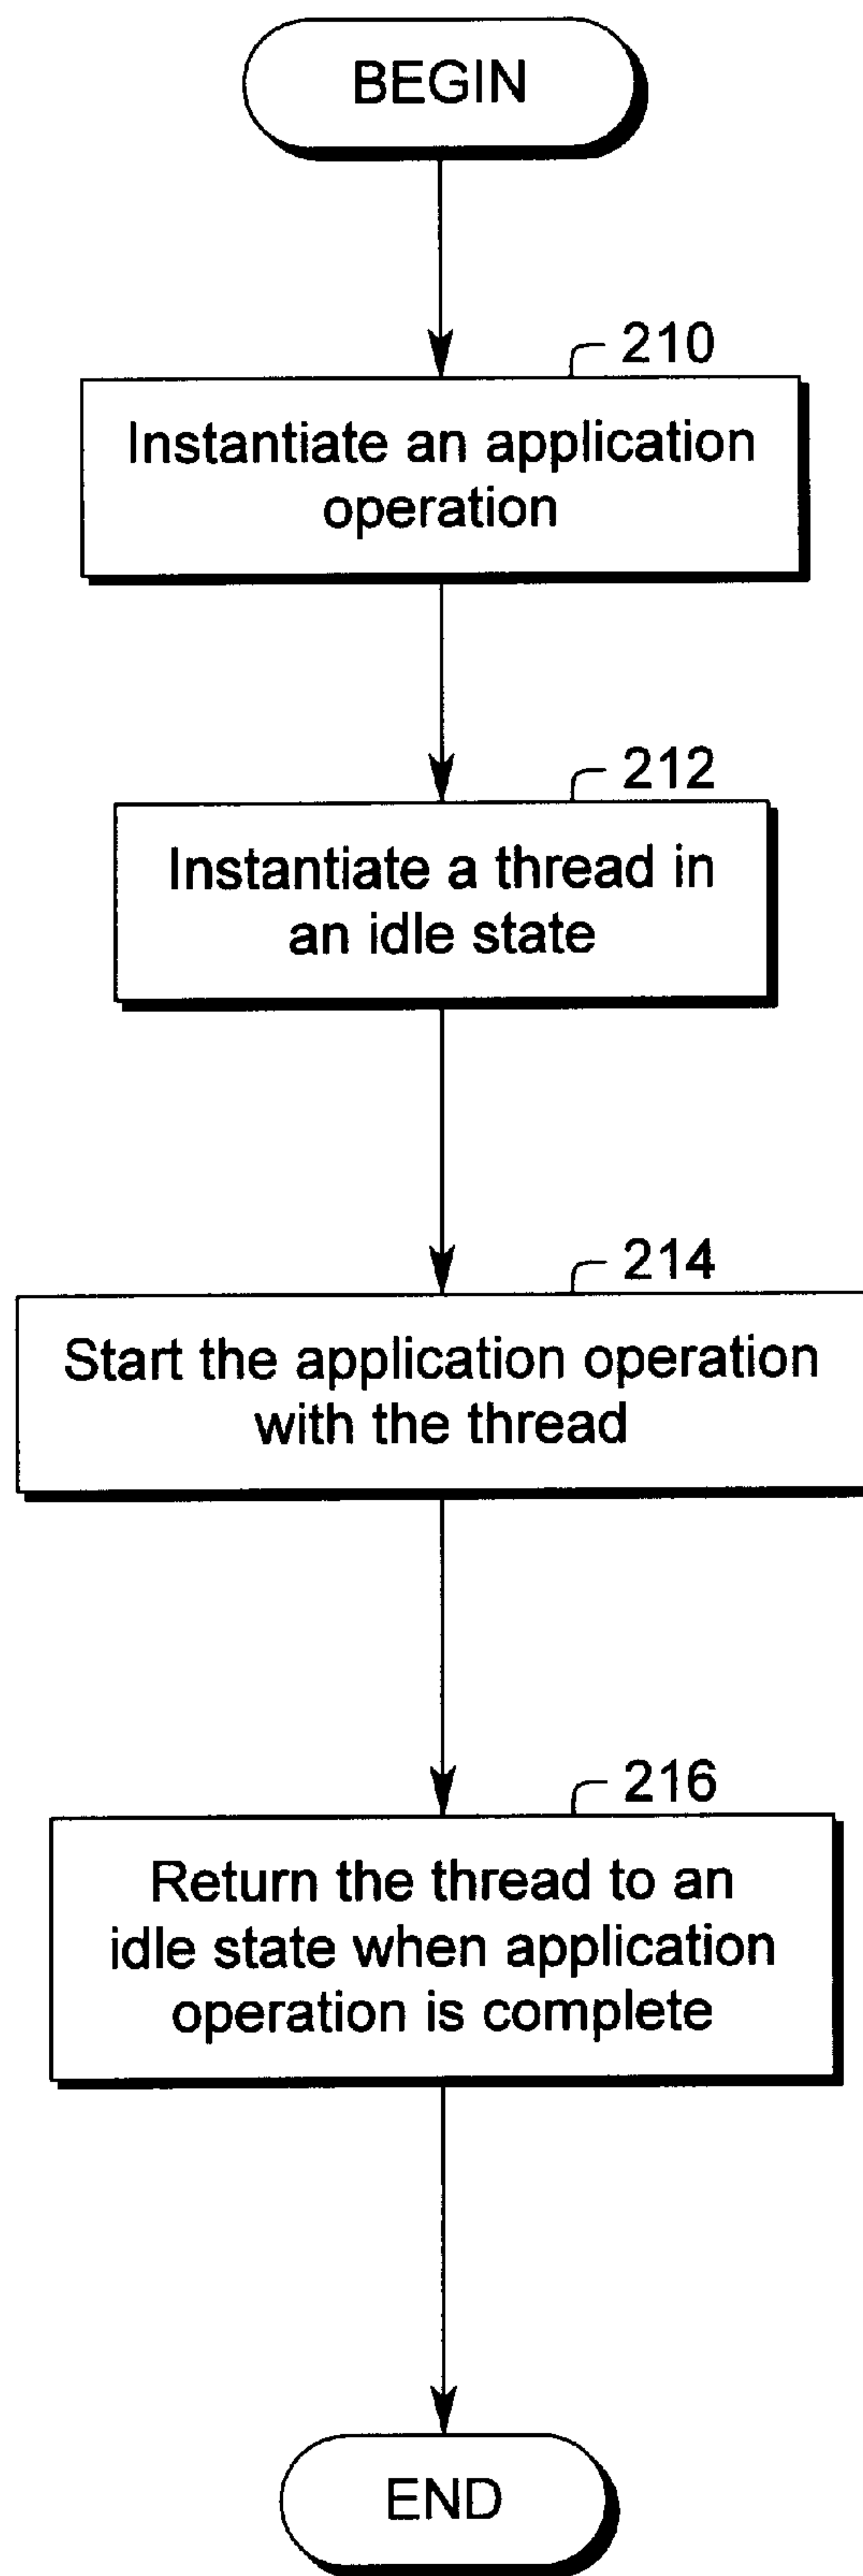 BEGIN
210
Instantiate an application
operation
212
Instantiate a thread in
an idle state
214
Start the application operation
with the thread
216
Return the thread to an
idle state when application
operation is complete
END